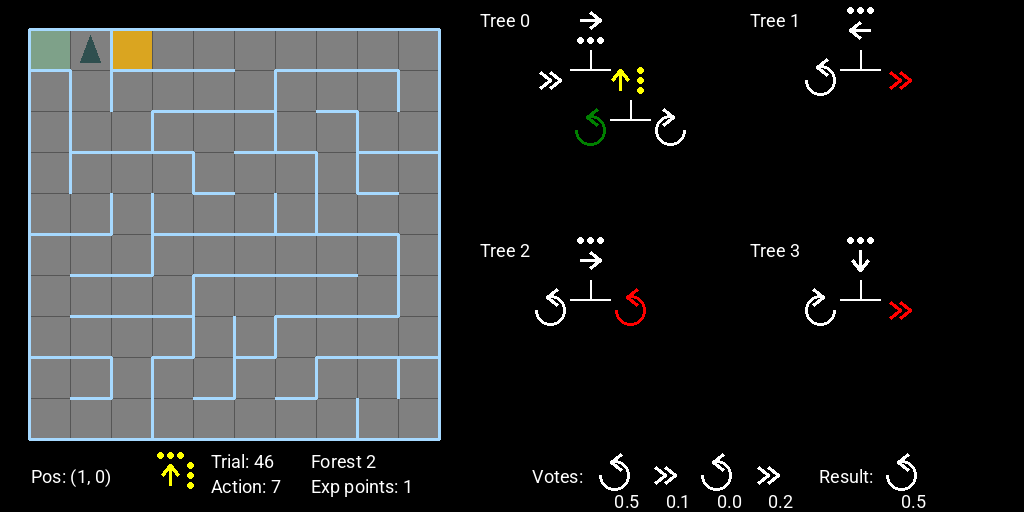 Tree 0
Tree 1
Tree 2
Tree 3
Pos: (1, 0)
Trial: 46
Forest 2
Action: 7
Exp points: 1
Votes:
0.5
0.1
0.0
0.2
Result:
0.5